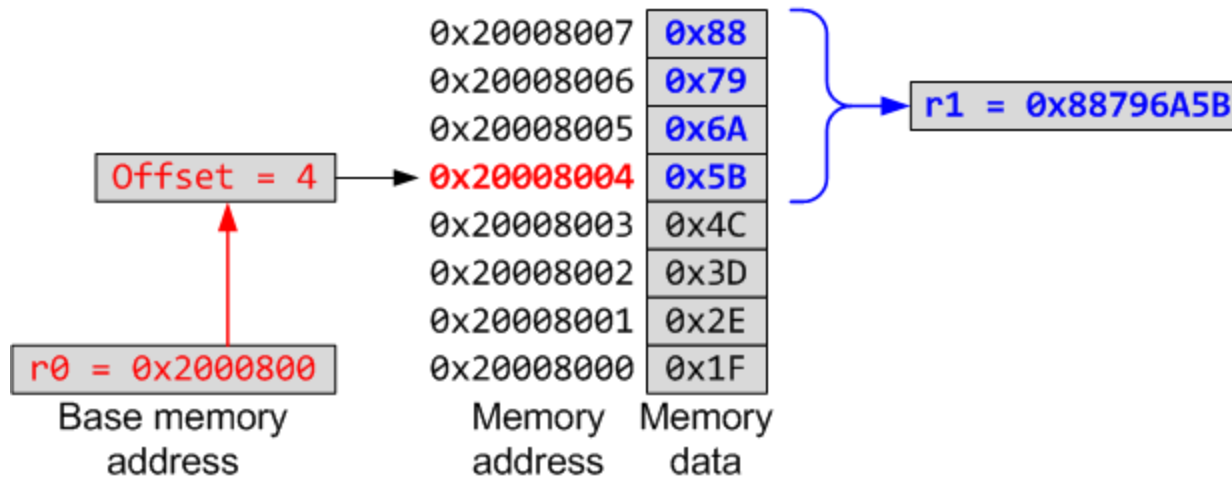 0x20008007 0x88
0x20008006 0x79
r1 = 0x88796A5B
0x20008005 0x6A
Offset = 4 0x20008004 0x5B
0x20008003 0x4C
0x20008002 0x3D
0x20008001 0x2E
r0 = 0x2000800 0x20008000 0x1F
Base memory Memory Memory
address address data